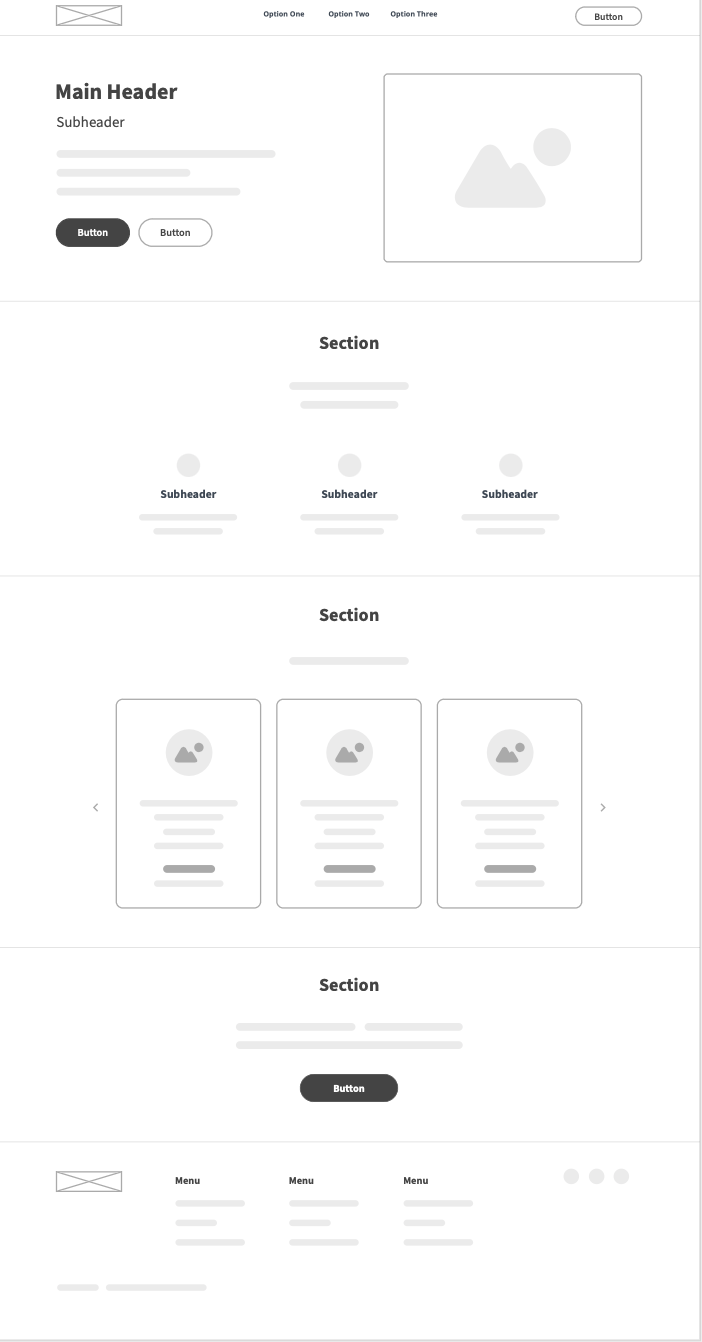 Option One Option Two Option Three Button
Main Header
Subheader
Button Button
Section
Subheader Subheader Subheader
Section
Section
Button
Menu Menu Menu